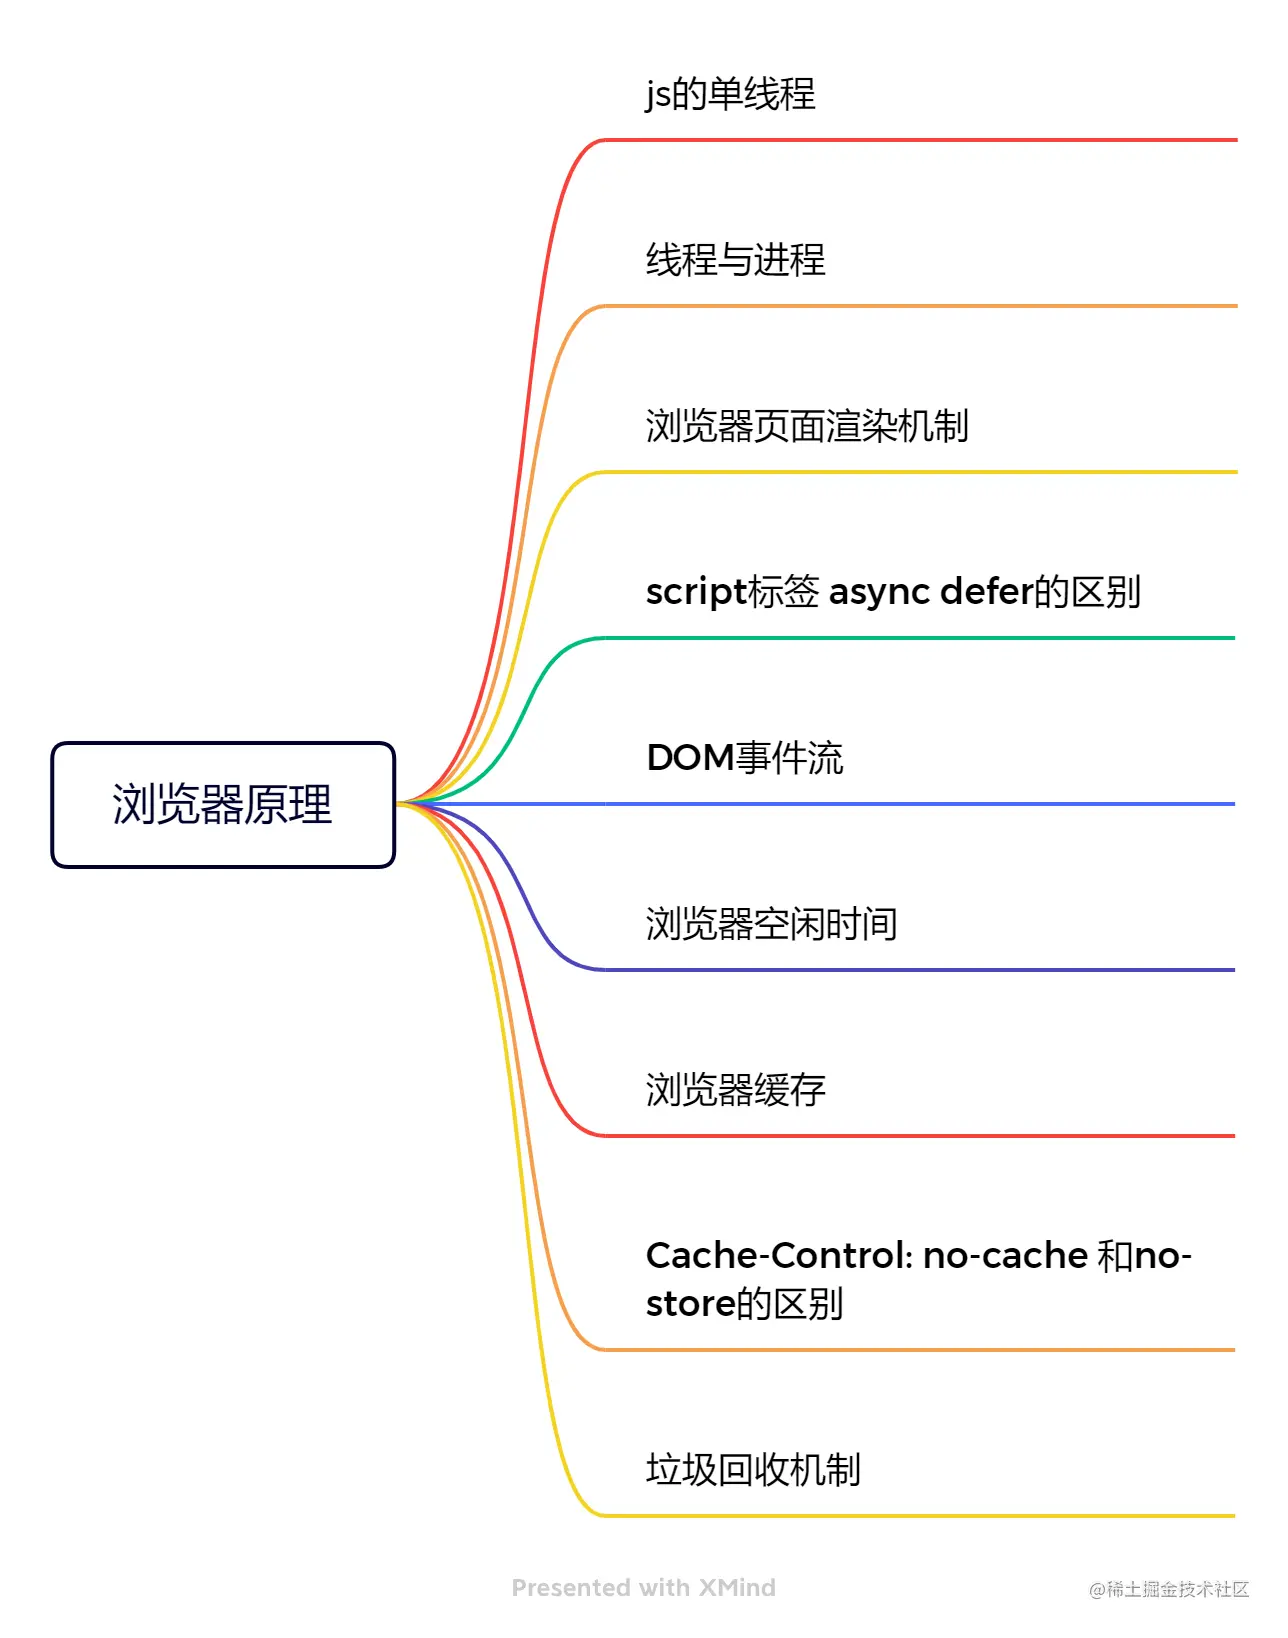 js的单线程
线程与进程
浏览器页面渲染机制
script标签 async defer的区别
DOM事件流
浏览器原理
浏览器空闲时间
浏览器缓存
Cache-Control: no-cache 和no-
store的区别
垃圾回收机制
Presented with XMind
@稀土掘金技术社区